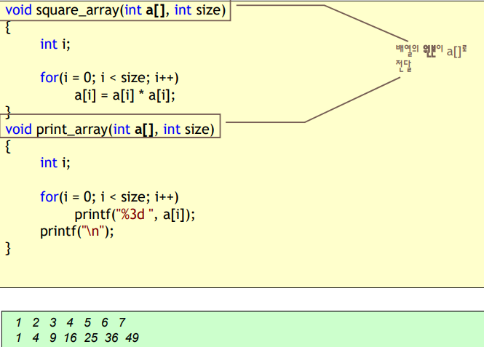 void square_array(int a[], int size)
{
int i;
for(i = 0; i < size; i++)
a[i] = a[i] * a[i];
}
void print_array(int a[], int size)
{
int i;
for(i = 0; i < size; i++)
printf("%3d ", a[i]);
printf("\n");
}
배열의 원본이 a[]로
전달
1 2 3 4 5 6 7
1 4 9 16 25 36 49